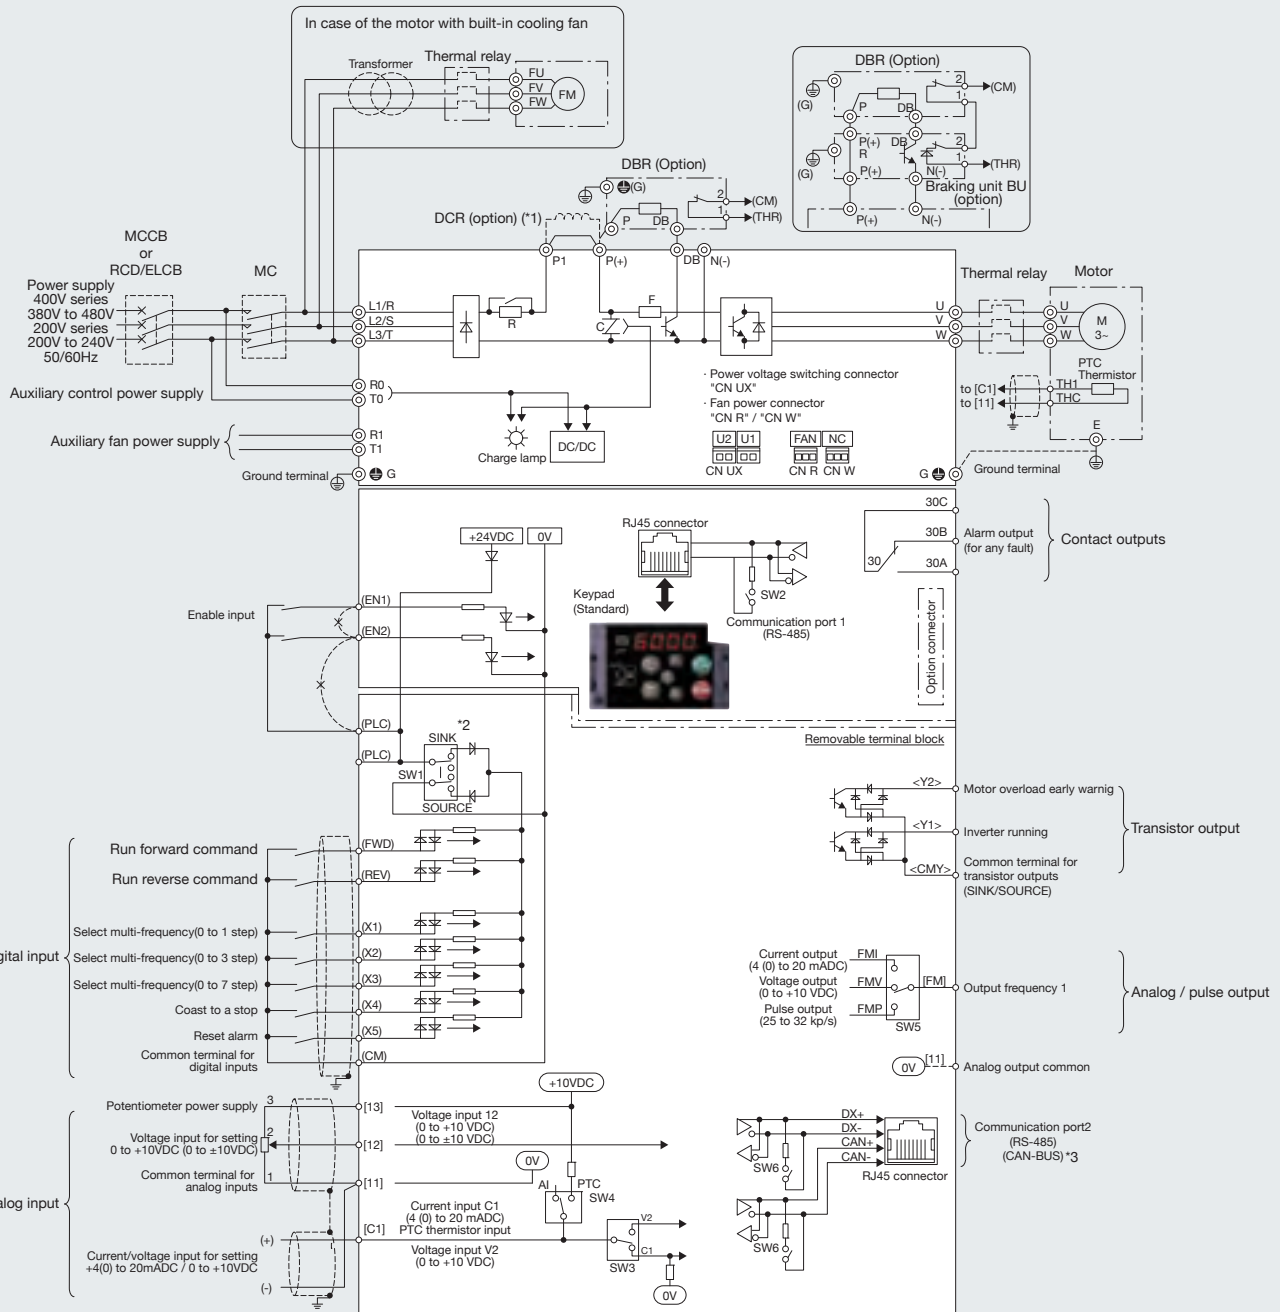 In case of the motor with built-in cooling fan
Transformer
Thermal relay
FU
FV
FW
FM
DBR (Option)
(G)
P
DB
2
1
(CM)
P(+)
R
DB
2
1
(THR)
(G)
P(+)
N(-)
Braking unit BU
(option)
P(+)
N(-)
DBR (Option)
(G)
DCR (option) (*1)
P
DB
2
1
(CM)
(THR)
P1
P(+)
DB
N(-)
MCCB
or
RCD/ELCB
MC
Power supply
400V series
380V to 480V
200V series
200V to 240V
50/60Hz
L1/R
L2/S
L3/T
R
C
F
U
V
W
Thermal relay
Motor
U
V
W
M
3~
PTC
Thermistor
to [C1]
to [11]
TH1
THC
E
Ground terminal
Auxiliary control power supply
R0
T0
Auxiliary fan power supply
R1
T1
Ground terminal
G
Charge lamp
DC/DC
· Power voltage switching connector
"CN UX"
· Fan power connector
"CN R" / "CN W"
U2 U1
FAN NC
CN UX
CN R CN W
G
+24VDC
0V
RJ45 connector
SW2
Keypad
(Standard)
Communication port 1
(RS-485)
6000
30C
30B
30
30A
Alarm output
(for any fault)
Contact outputs
Option connector
Enable input
(EN1)
(EN2)
(PLC)
(PLC)
*2
SINK
SW1
SOURCE
Removable terminal block
<Y2>
Motor overload early warnig
<Y1>
Inverter running
<CMY>
Common terminal for
transistor outputs
(SINK/SOURCE)
Transistor output
Run forward command
(FWD)
Run reverse command
(REV)
Select multi-frequency(0 to 1 step)
(X1)
Select multi-frequency(0 to 3 step)
(X2)
Select multi-frequency(0 to 7 step)
(X3)
Coast to a stop
(X4)
Reset alarm
(X5)
Common terminal for
digital inputs
(CM)
gital input
Current output
(4 (0) to 20 mADC)
FMI
Voltage output
(0 to +10 VDC)
FMV
Pulse output
(25 to 32 kp/s)
FMP
SW5
[FM]
Output frequency 1
Analog / pulse output
0V
[11]
Analog output common
+10VDC
Potentiometer power supply
3
[13]
Voltage input 12
(0 to +10 VDC)
(0 to ±10 VDC)
Voltage input for setting
0 to +10VDC (0 to ±10VDC)
2
[12]
Common terminal for
analog inputs
1
[11]
0V
alog input
AI
PTC
SW4
Current input C1
(4 (0) to 20 mADC)
PTC thermistor input
[C1]
(+)
Voltage input V2
(0 to +10 VDC)
Current/voltage input for setting
+4(0) to 20mADC / 0 to +10VDC
(-)
V2
C1
SW3
0V
DX+
DX-
CAN+
CAN-
SW6
RJ45 connector
Communication port2
(RS-485)
(CAN-BUS) *3
SW6